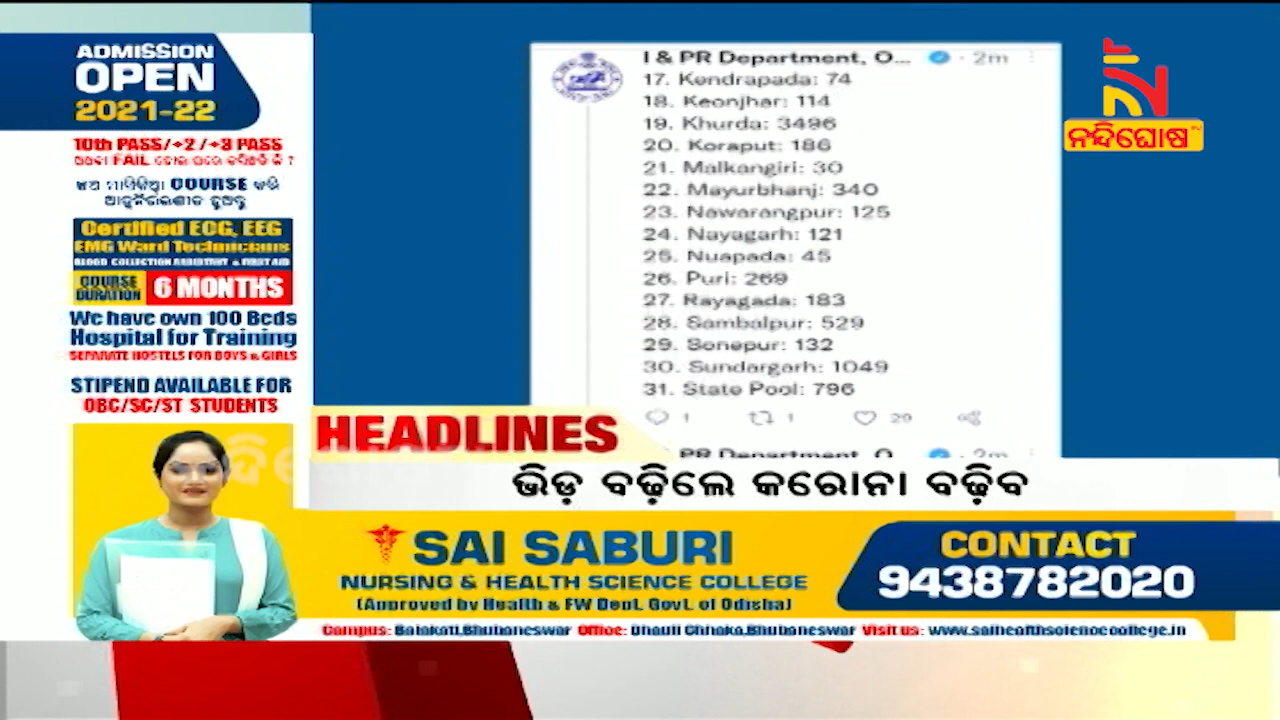 ADMISSION
OPEN
2021-22
10th PASS/+2/+3 PASS
COURSE
Certified ECG, EEG
EMG Ward Technicians
BLOOD COLLECTION ASSISTANT & FIRST AID
COURSE
DURATION
6 MONTHS
We have own 100 Beds
Hospital for Training
SEPARATE HOSTELS FOR BOYS & GIRLS
STIPEND AVAILABLE FOR
OBC/SC/ST STUDENTS
I & PR Department, O... 2m
17. Kendrapada: 74
18. Keonjhar: 114
19. Khurda: 3496
20. Koraput: 186
21. Malkangiri: 30
22. Mayurbhanj: 340
23. Nawarangpur: 125
24. Nayagarh: 121
25. Nuapada: 45
26. Puri: 269
27. Rayagada: 183
28. Sambalpur: 529
29. Sonepur: 132
30. Sundargarh: 1049
31. State Pool: 796
1 1 29
PR Department, O 2m
ନନ୍ଦିଘୋଷ
HEADLINES
ଭିଡ଼ ବଢ଼ିଲେ କରୋନା ବଢ଼ିବ
SAI SABURI
NURSING & HEALTH SCIENCE COLLEGE
(Approved by Health & FW Dept. Govt. of Odisha)
CONTACT
9438782020
Campus: Balakati,Bhubaneswar Office: Dhauli Chhaka,Bhubaneswar Visit us: www.saihealthsciencecollege.in